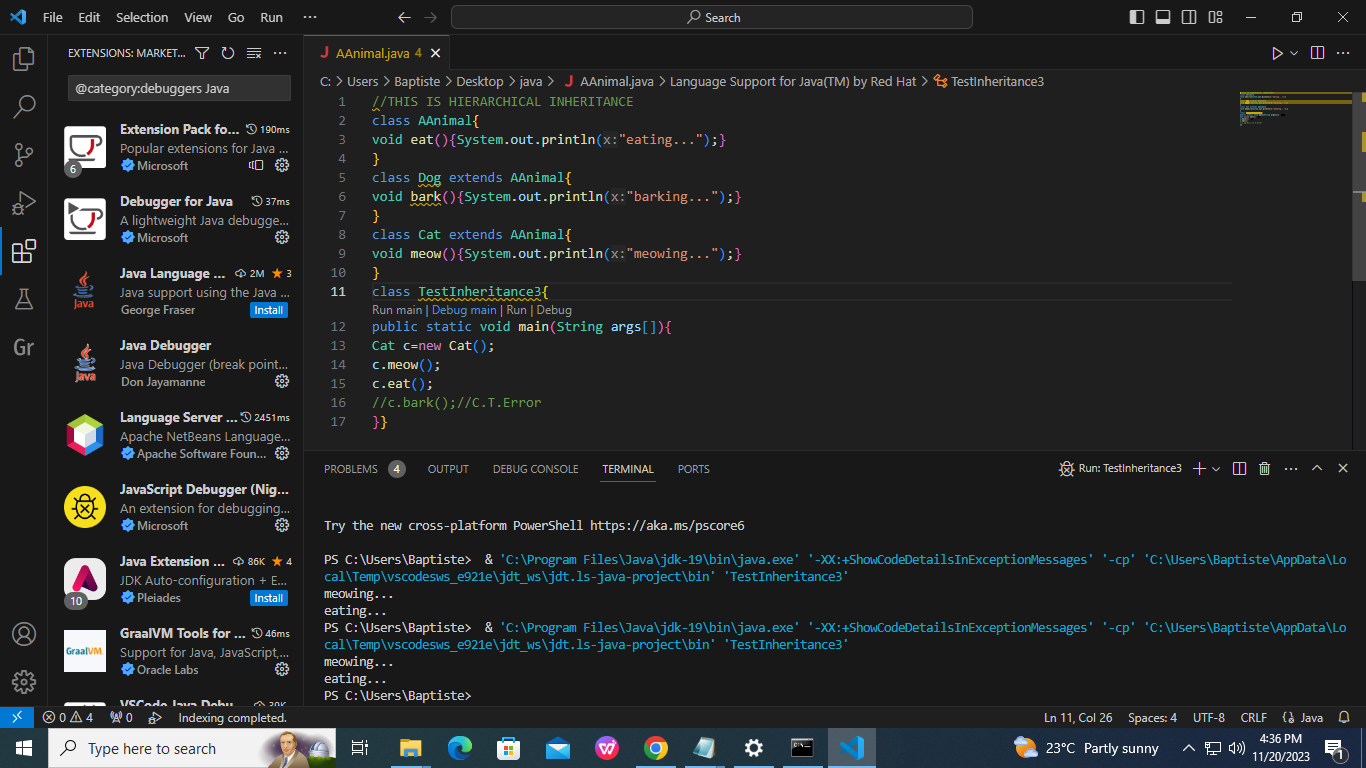 File Edit Selection View Go Run ··· Search
EXTENSIONS: MARKET...
@category:debuggers Java
Extension Pack fo... 190ms
Popular extensions for Java ...
Microsoft
6
Debugger for Java 37ms
A lightweight Java debugge...
Microsoft
Java Language ... 2M 3
Java support using the Java ...
George Fraser Install
Java
Java Debugger
Java Debugger (break point...
Don Jayamanne
Java
Language Server ... 2451ms
Apache NetBeans Language...
Apache Software Foun...
JavaScript Debugger (Nig...
An extension for debugging...
Microsoft
Java Extension ... 86K 4
JDK Auto-configuration + E...
Pleiades Install
10
GraalVM Tools for ... 46ms
Support for Java, JavaScript,...
Oracle Labs
GraalVM
VSCode Java Debu... 39K
Gr
J AAnimal.java 4
C: > Users > Baptiste > Desktop > java > J AAnimal.java > Language Support for Java(TM) by Red Hat > TestInheritance3
1 //THIS IS HIERARCHICAL INHERITANCE
2 class AAnimal{
3 void eat(){System.out.println(x:"eating...");}
4 }
5 class Dog extends AAnimal{
6 void bark(){System.out.println(x:"barking...");}
7 }
8 class Cat extends AAnimal{
9 void meow(){System.out.println(x:"meowing...");}
10 }
11 class TestInheritance3{
Run main | Debug main | Run | Debug
12 public static void main(String args[]){
13 Cat c=new Cat();
14 c.meow();
15 c.eat();
16 //c.bark();//C.T.Error
17 }}
PROBLEMS 4 OUTPUT DEBUG CONSOLE TERMINAL PORTS Run: TestInheritance3
Try the new cross-platform PowerShell https://aka.ms/pscore6
PS C:\Users\Baptiste> & 'C:\Program Files\Java\jdk-19\bin\java.exe' '-XX:+ShowCodeDetailsInExceptionMessages' '-cp' 'C:\Users\Baptiste\AppData\Lo
cal\Temp\vscodesws_e921e\jdt_ws\jdt.ls-java-project\bin' 'TestInheritance3'
meowing...
eating...
PS C:\Users\Baptiste> & 'C:\Program Files\Java\jdk-19\bin\java.exe' '-XX:+ShowCodeDetailsInExceptionMessages' '-cp' 'C:\Users\Baptiste\AppData\Lo
cal\Temp\vscodesws_e921e\jdt_ws\jdt.ls-java-project\bin' 'TestInheritance3'
meowing...
eating...
PS C:\Users\Baptiste>
0 4 0 Indexing completed. Ln 11, Col 26 Spaces: 4 UTF-8 CRLF Java
Type here to search 23°C Partly sunny 4:36 PM
11/20/2023 1